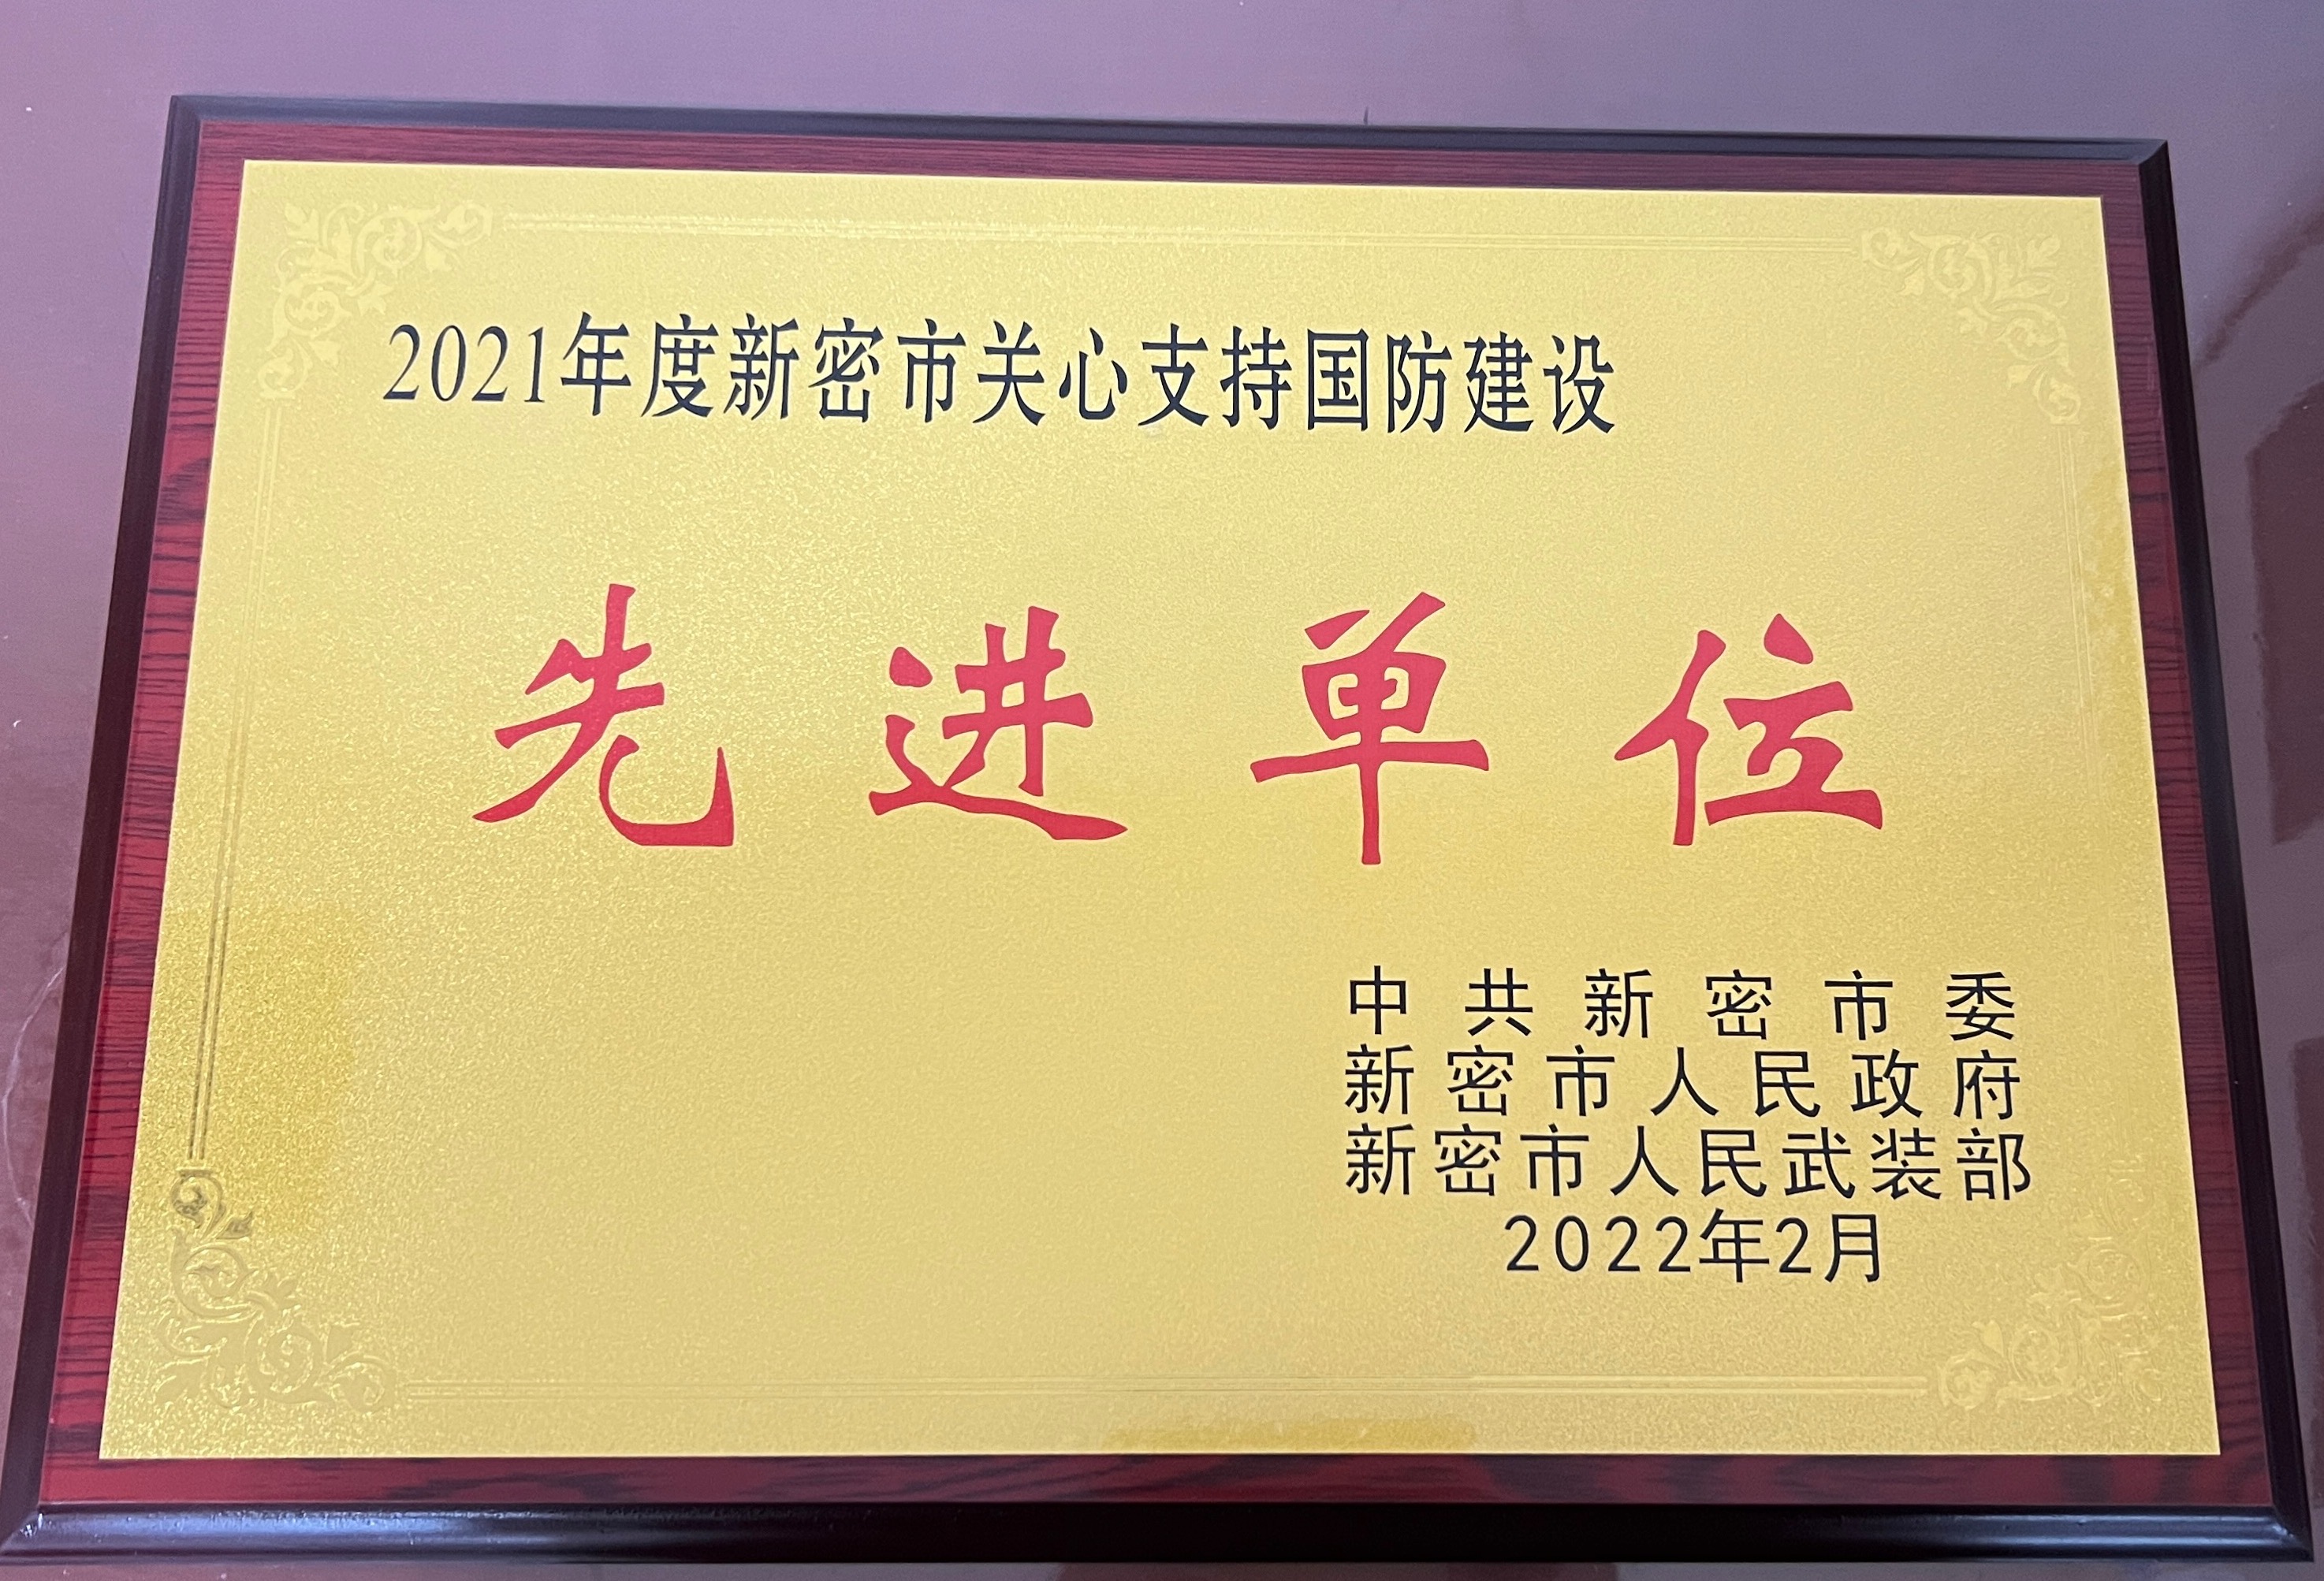 2021年度新密市关心支持国防建设
先进单位
中共新密市委
新密市人民政府
新密市人民武装部
2022年2月